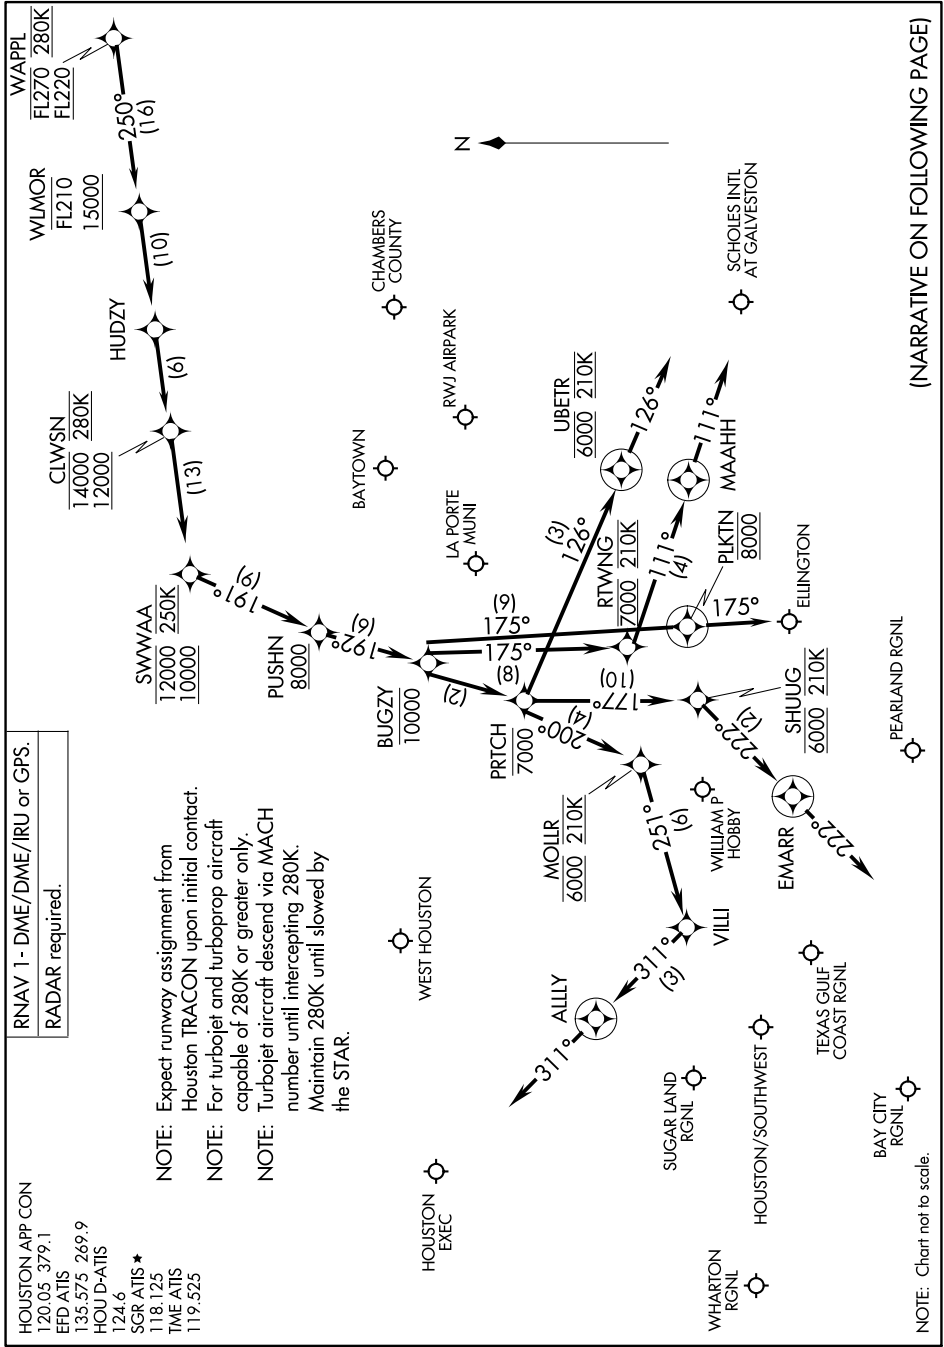 HOUSTON APP CON
120.05 379.1
EFD ATIS
135.575 269.9
HOU D-ATIS
124.6
SGR ATIS ★
118.125
TME ATIS
119.525
RNAV 1 - DME/DME/IRU or GPS.
RADAR required.
NOTE: Expect runway assignment from
Houston TRACON upon initial contact.
NOTE: For turbojet and turboprop aircraft
capable of 280K or greater only.
NOTE: Turbojet aircraft descend via MACH
number until intercepting 280K.
Maintain 280K until slowed by
the STAR.
WAPPL
FL270 280K
FL220
250°
(16)
WLMOR
FL210
15000
(10)
HUDZY
(6)
CLWSN
14000 280K
12000
(13)
SWWAA
12000 250K
10000
191°
(9)
PUSHN
8000
192°
(6)
BUGZY
10000
(2)
175°
(9)
175°
(8)
PRTCH
7000
126°
(3)
UBETR
6000 210K
126°
RTWNG
7000 210K
111°
(4)
MAAHH
111°
PLKTN
8000
175°
177°
(10)
SHUUG
6000 210K
222°
(2)
EMARR
222°
200°
(4)
MOLLR
6000 210K
251°
(6)
VILLI
311°
(3)
ALLLY
311°
N
CHAMBERS
COUNTY
RWJ AIRPARK
BAYTOWN
LA PORTE
MUNI
SCHOLES INTL
AT GALVESTON
ELLINGTON
PEARLAND RGNL
WILLIAM P
HOBBY
WEST HOUSTON
HOUSTON
EXEC
SUGAR LAND
RGNL
HOUSTON/SOUTHWEST
TEXAS GULF
COAST RGNL
BAY CITY
RGNL
WHARTON
RGNL
NOTE: Chart not to scale.
(NARRATIVE ON FOLLOWING PAGE)